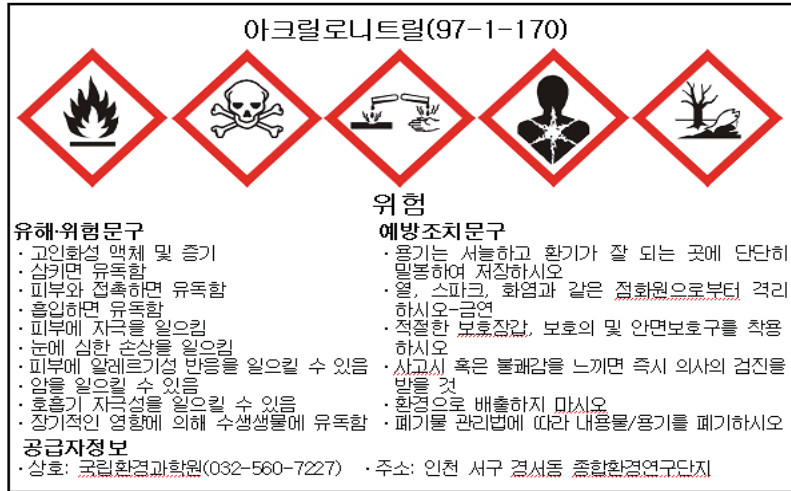 아크릴로니트릴(97-1-170)
위험
유해·위험문구
· 고인화성 액체 및 증기
· 삼키면 유독함
· 피부와 접촉하면 유독함
· 흡입하면 유독함
· 피부에 자극을 일으킴
· 눈에 심한 손상을 일으킴
· 피부에 알레르기성 반응을 일으킬 수 있음
· 암을 일으킬 수 있음
· 호흡기 자극성을 일으킬 수 있음
· 장기적인 영향에 의해 수생생물에 유독함
예방조치문구
· 용기는 서늘하고 환기가 잘 되는 곳에 단단히
밀봉하여 저장하시오
· 열, 스파크, 화염과 같은 점화원으로부터 격리
하시오-금연
· 적절한 보호장갑, 보호의 및 안면보호구를 착용
하시오
· 사고시 혹은 불쾌감을 느끼면 즉시 의사의 검진을
받을 것
· 환경으로 배출하지 마시오
· 폐기물 관리법에 따라 내용물/용기를 폐기하시오
공급자정보
· 상호: 국립환경과학원(032-560-7227) · 주소: 인천 서구 경서동 종합환경연구단지